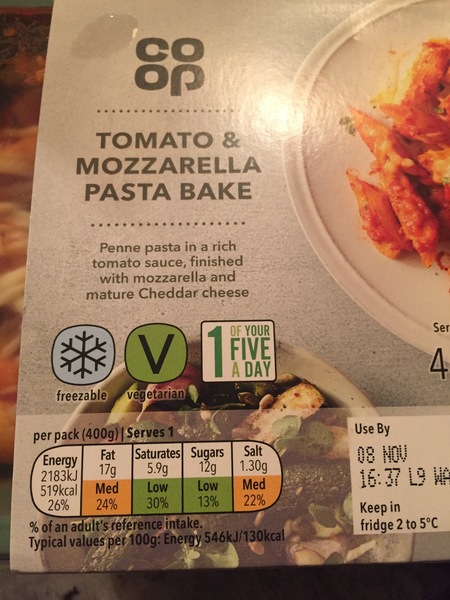 CO
OP
TOMATO &
MOZZARELLA
PASTA BAKE
Penne pasta in a rich
tomato sauce, finished
with mozzarella and
mature Cheddar cheese
freezable
V
vegetarian
1 OF YOUR
FIVE
A DAY
per pack (400g) | Serves 1
Energy
2183kJ
519kcal
26%
Fat
17g
Med
24%
Saturates
5.9g
Low
30%
Sugars
12g
Low
13%
Salt
1.30g
Med
22%
% of an adult's reference intake.
Typical values per 100g: Energy 546kJ/130kcal
4
Use By
08 NOV
16:37 L9 WA
Keep in
fridge 2 to 5°C